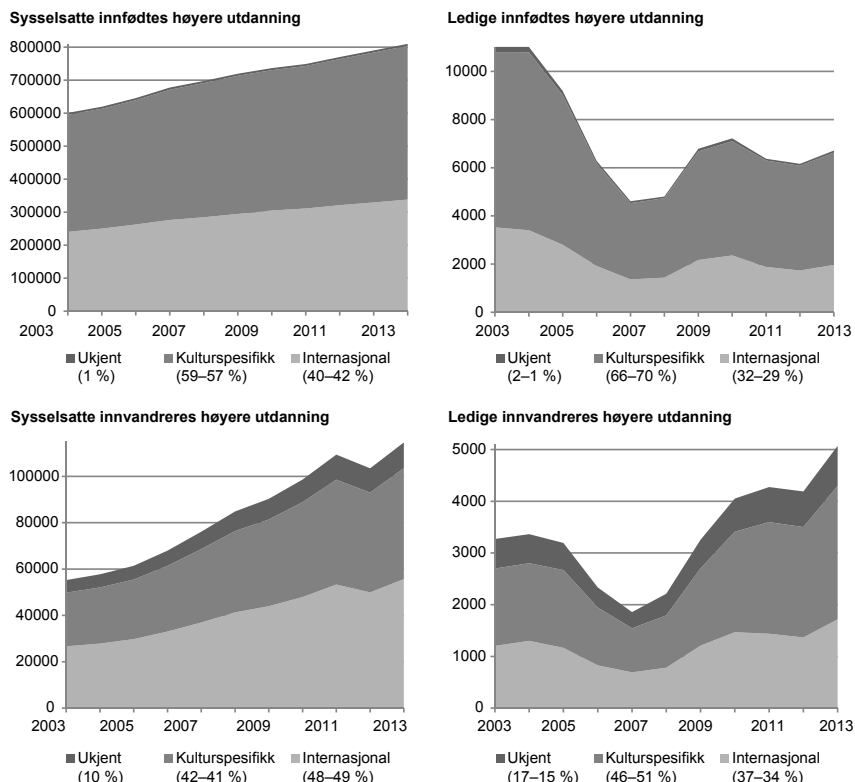 Sysselsatte innfødtes høyere utdanning
800000
700000
600000
500000
400000
300000
200000
100000
0
2003 2005 2007 2009 2011 2013
Ukjent Kulturspesifikk Internasjonal
(1 %) (59–57 %) (40–42 %)
Ledige innfødtes høyere utdanning
10000
8000
6000
4000
2000
0
2003 2005 2007 2009 2011 2013
Ukjent Kulturspesifikk Internasjonal
(2–1 %) (66–70 %) (32–29 %)
Sysselsatte innvandreres høyere utdanning
100000
80000
60000
40000
20000
0
2003 2005 2007 2009 2011 2013
Ukjent Kulturspesifikk Internasjonal
(10 %) (42–41 %) (48–49 %)
Ledige innvandreres høyere utdanning
5000
4000
3000
2000
1000
0
2003 2005 2007 2009 2011 2013
Ukjent Kulturspesifikk Internasjonal
(17–15 %) (46–51 %) (37–34 %)